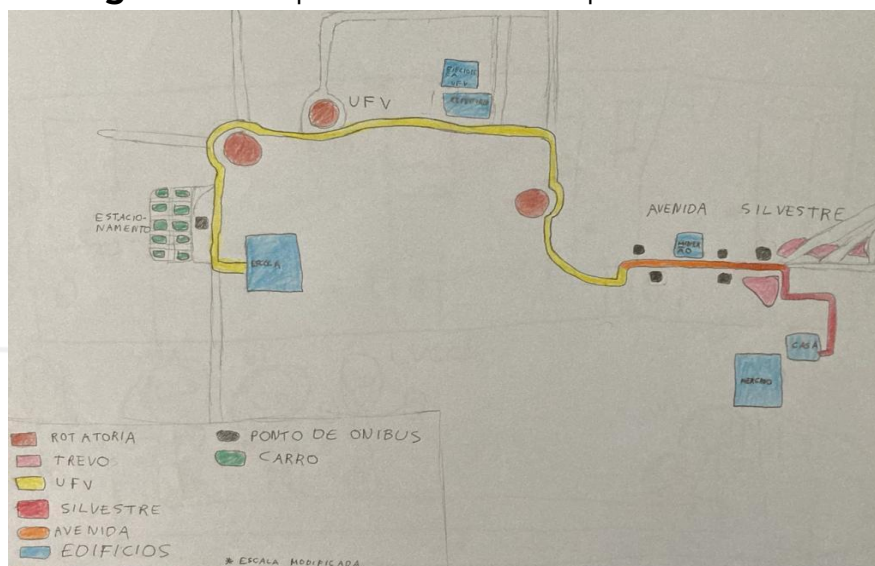 UFV
ESTACIO-
NAMENTO
ESCOLA
AVENIDA
SILVESTRE
CASA
MERCADO
ROTATORIA
TREVO
UFV
SILVESTRE
AVENIDA
EDIFICIOS
PONTO DE ONIBUS
CARRO
* ESCALA MODIFICADA